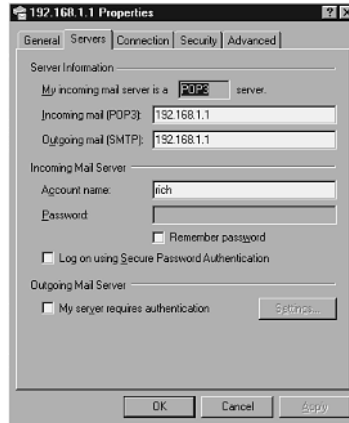 192.168.1.1 Properties
General Servers Connection Security Advanced
Server Information
My incoming mail server is a POP3 server.
Incoming mail (POP3): 192.168.1.1
Outgoing mail (SMTP): 192.168.1.1
Incoming Mail Server
Account name: rich
Password:
Remember password
Log on using Secure Password Authentication
Outgoing Mail Server
My server requires authentication Settings...
OK Cancel Apply